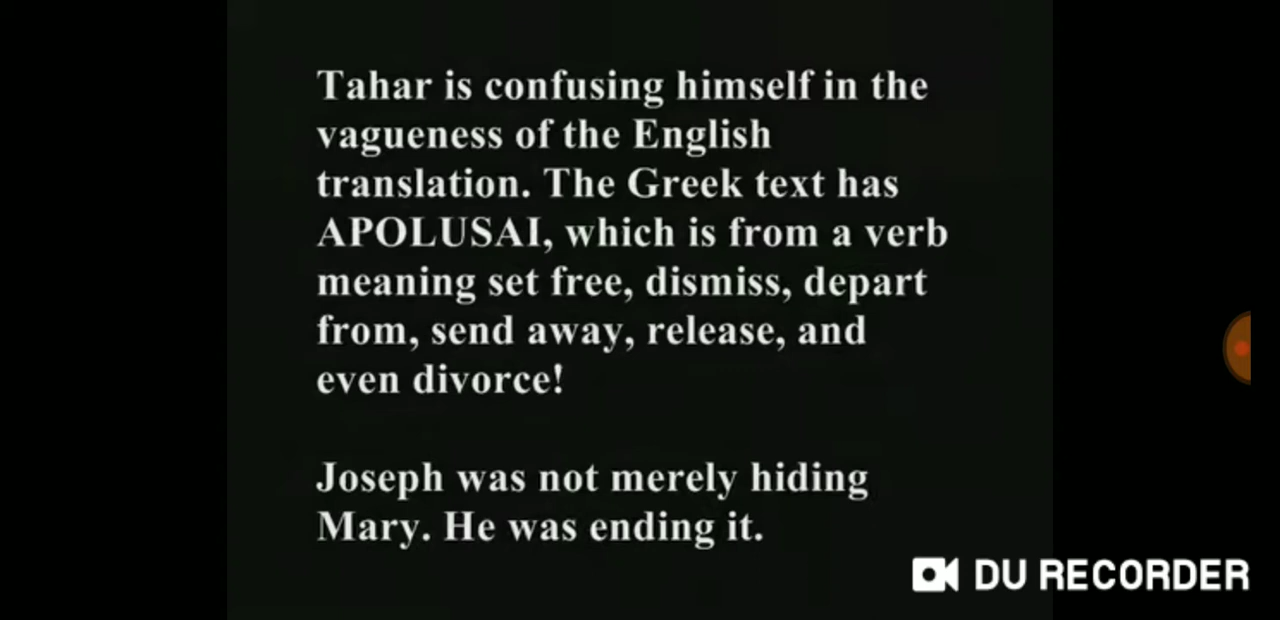 Tahar is confusing himself in the
vagueness of the English
translation. The Greek text has
APOLUSAI, which is from a verb
meaning set free, dismiss, depart
from, send away, release, and
even divorce!
Joseph was not merely hiding
Mary. He was ending it.
DU RECORDER